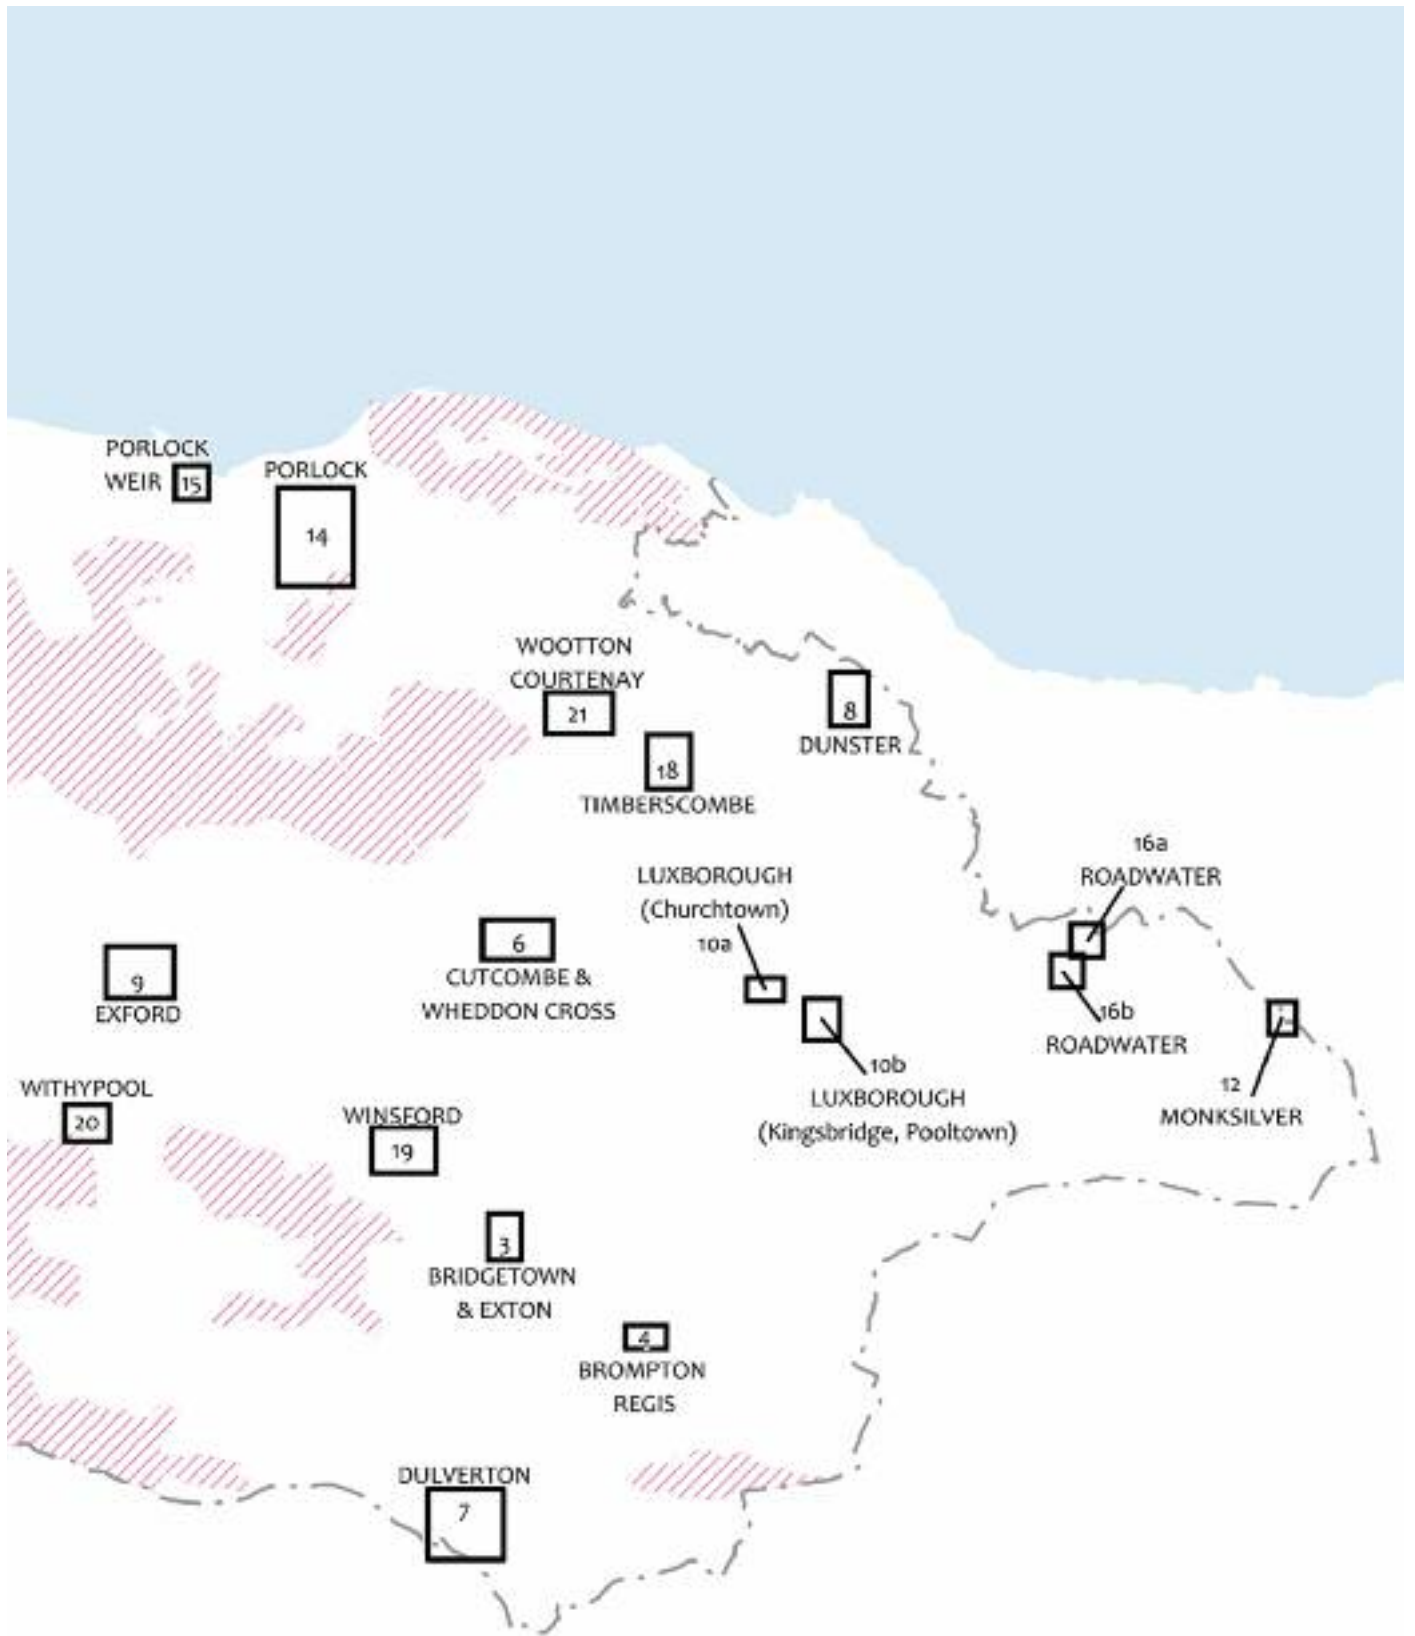 PORLOCK
WEIR
15
PORLOCK
14
WOOTTON
COURTENAY
21
18
TIMBERSCOMBE
8
DUNSTER
16a
ROADWATER
LUXBOROUGH
(Churchtown)
10a
6
CUTCOMBE &
WHEDDON CROSS
9
EXFORD
16b
ROADWATER
10b
LUXBOROUGH
(Kingsbridge, Pooltown)
12
MONKSILVER
WITHYPOOL
20
WINSFORD
19
3
BRIDGETOWN
& EXTON
4
BROMPTON
REGIS
DULVERTON
7